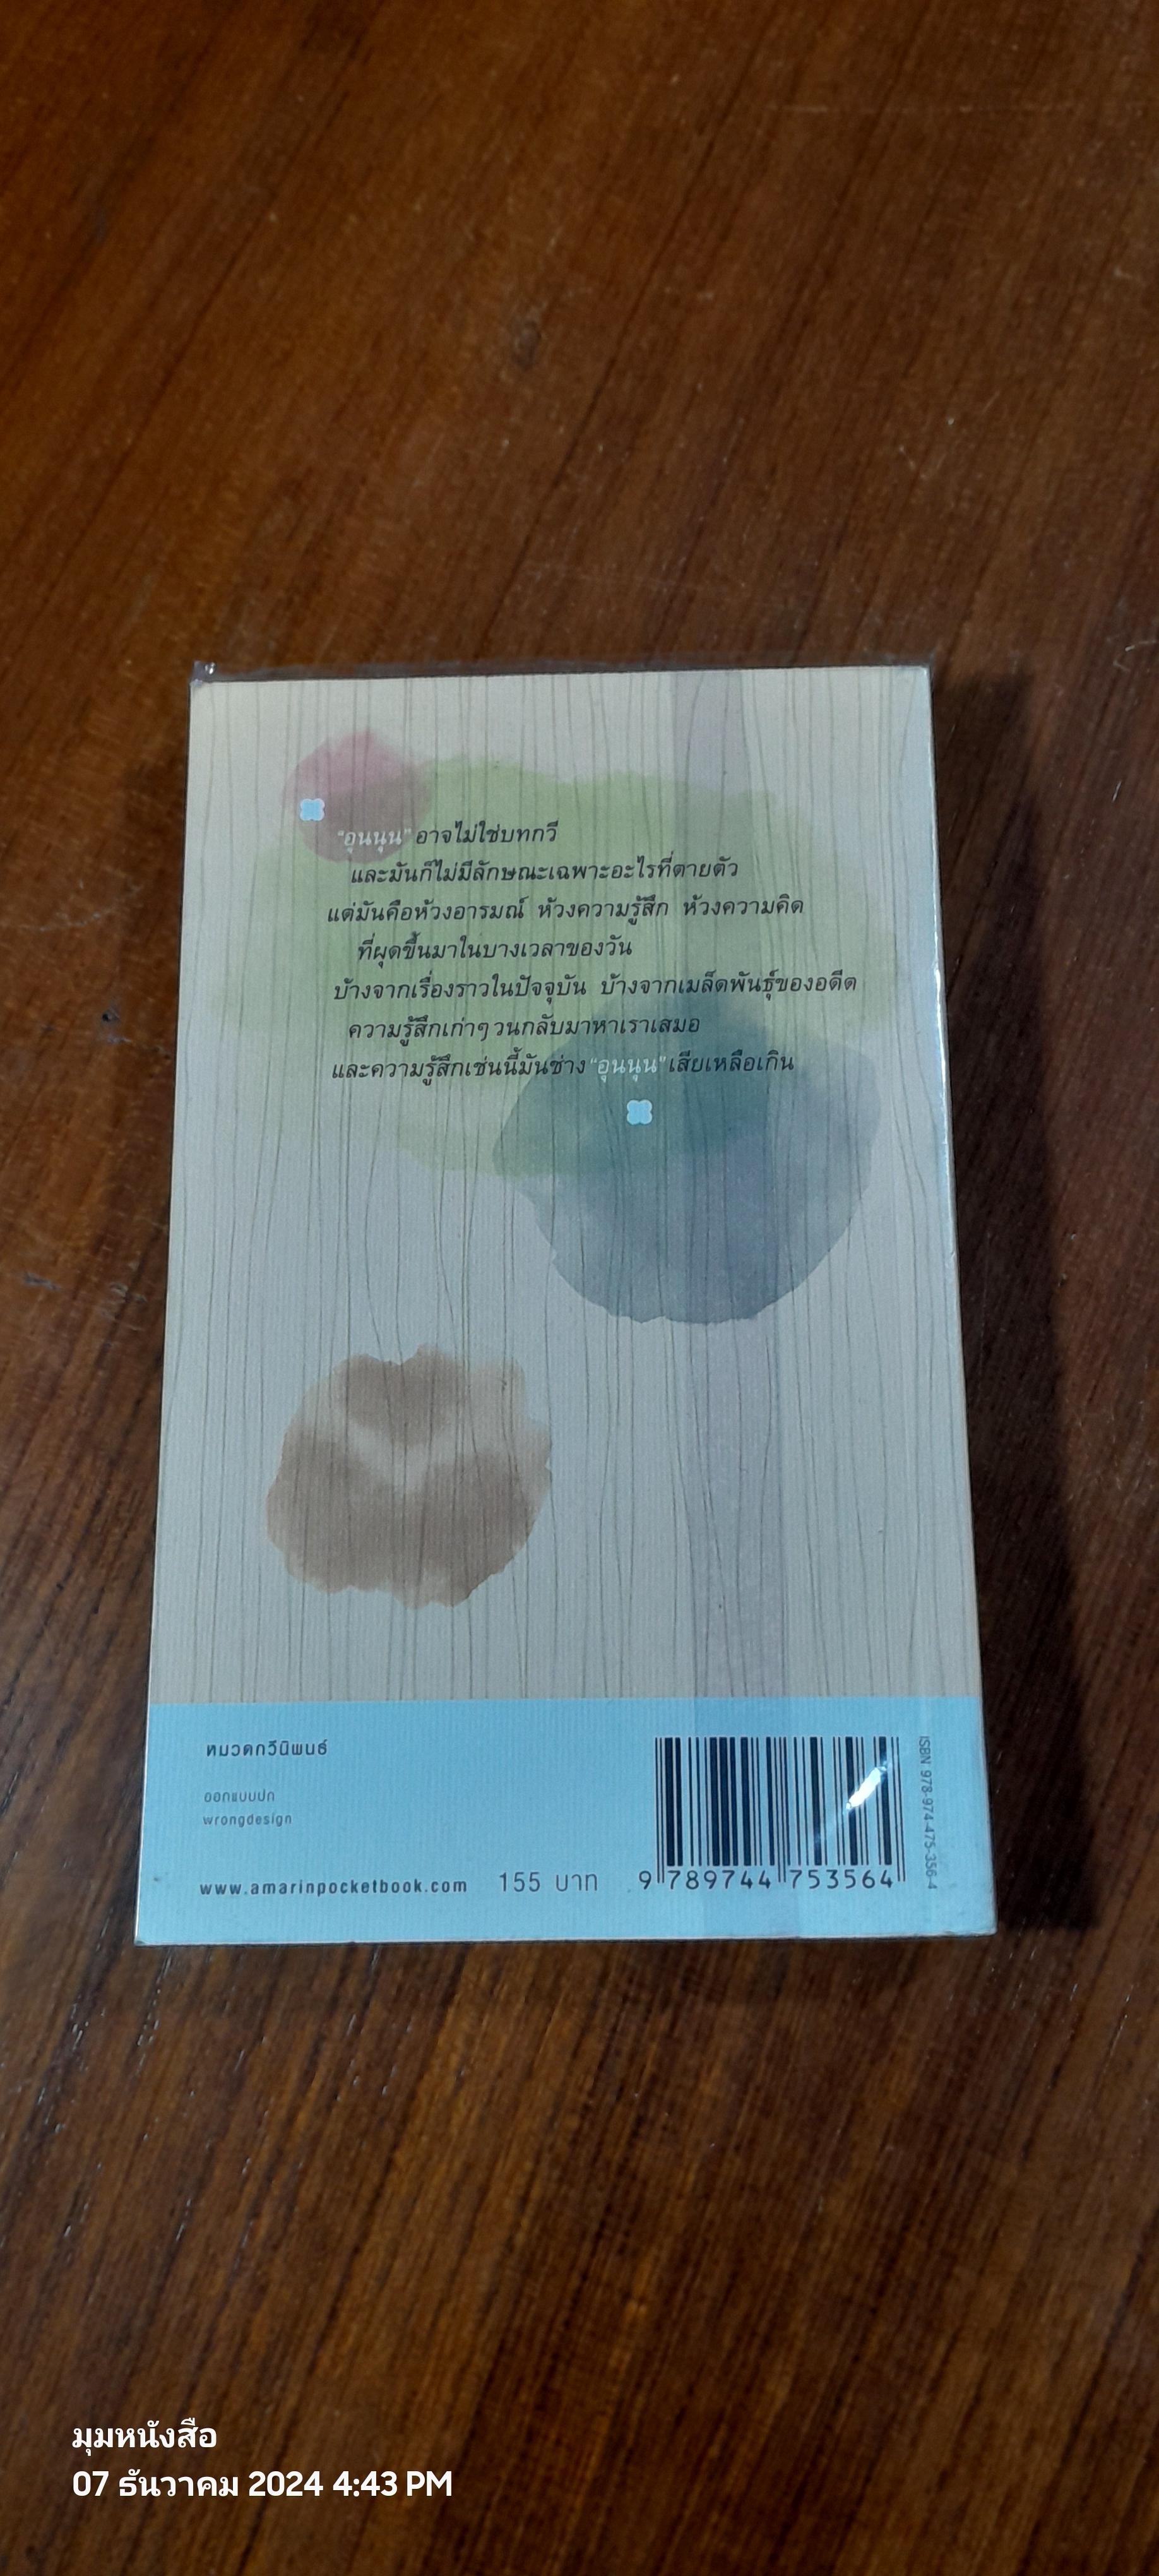 "อุนนุน" อาจไม่ใช่บทกวี
และมันก็ไม่มีลักษณะเฉพาะอะไรที่ตายตัว
แต่มันคือห้วงอารมณ์ ห้วงความรู้สึก ห้วงความคิด
ที่ผุดขึ้นมาในบางเวลาของวัน
บ้างจากเรื่องราวในปัจจุบัน บ้างจากเมล็ดพันธุ์ของอดีต
ความรู้สึกเก่าๆ วนกลับมาหาเราเสมอ
และความรู้สึกเช่นนี้มันช่าง "อุนนุน" เสียเหลือเกิน
หมวดกวีนิพนธ์
ออกแบบปก
wrongdesign
www.amarinpocketbook.com 155 บาท
9 789744 753564
ISBN 978-974-475-356-4
มุมหนังสือ
07 ธันวาคม 2024 4:43 PM